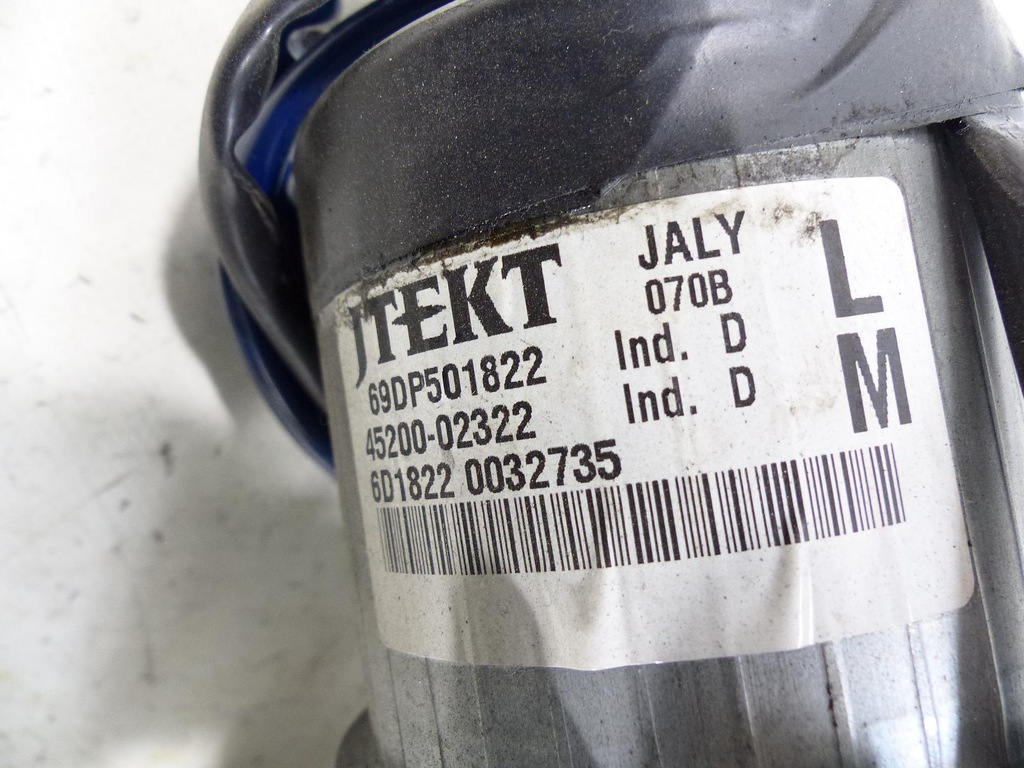 JTEKT
69DP501822
45200-02322
6D1822 0032735
JALY
070B
Ind. D
Ind. D
L
M